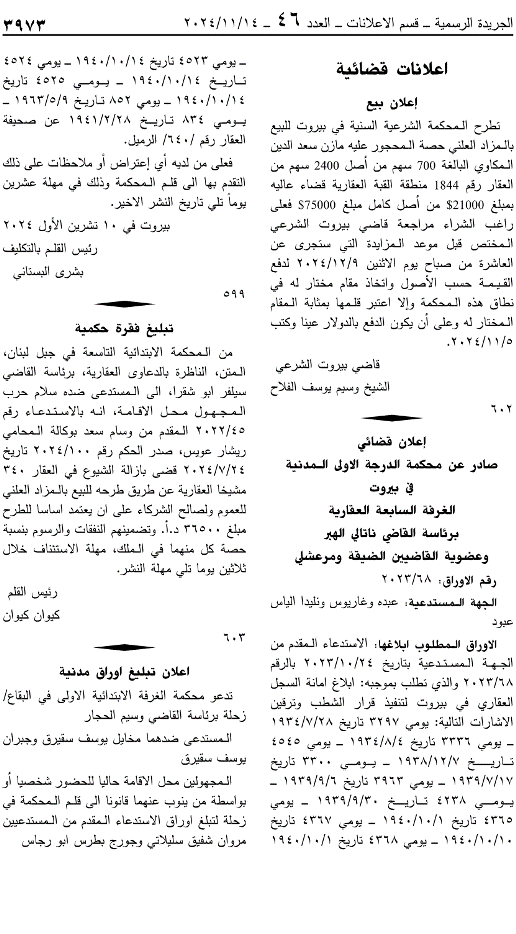 الجريدة الرسمية ـ قسم الاعلانات ـ العدد ٤٦ ـ ٢٠٢٤/١١/١٤
٣٩٧٣
اعلانات قضائية
إعلان بيع
تطرح المحكمة الشرعية السنية في بيروت للبيع
بالمزاد العلني حصة المحجور عليه مازن سعد الدين
المكاوي البالغة 700 سهم من أصل 2400 سهم من
العقار رقم 1844 منطقة القبة العقارية قضاء عاليه
بمبلغ 21000$ من أصل كامل مبلغ 75000$ فعلى
راغب الشراء مراجعة قاضي بيروت الشرعي
المختص قبل موعد المزايدة التي ستجرى عن
العاشرة من صباح يوم الاثنين ٢٠٢٤/١٢/٩ لدفع
القيمة حسب الأصول واتخاذ مقام مختار له في
نطاق هذه المحكمة وإلا اعتبر قلمها بمثابة المقام
المختار له وعلى أن يكون الدفع بالدولار عينا وكتب
٢٠٢٤/١١/٥.
قاضي بيروت الشرعي
الشيخ وسيم يوسف الفلاح
٦٠٢
إعلان قضائي
صادر عن محكمة الدرجة الاولى المدنية
في بيروت
الغرفة السابعة العقارية
برئاسة القاضي ناتالي الهبر
وعضوية القاضيين الضيقة ومرعشلي
رقم الاوراق: ٢٠٢٣/٦٨
الجهة المستدعية: عبده وغاريوس ونليدا الياس
عبود
الاوراق المطلوب ابلاغها: الاستدعاء المقدم من
الجهة المستدعية بتاريخ ٢٠٢٣/١٠/٢٤ بالرقم
٢٠٢٣/٦٨ والذي تطلب بموجبه: ابلاغ امانة السجل
العقاري في بيروت لتنفيذ قرار الشطب وترقين
الاشارات التالية: يومي ٣٢٩٧ تاريخ ١٩٣٤/٧/٢٨
ـ يومي ٣٣٣٦ تاريخ ١٩٣٤/٨/٤ ـ يومي ٤٥٤٥
تاريخ ١٩٣٨/١٢/٧ ـ يومي ٣٣٠٠ تاريخ
١٩٣٩/٧/١٧ ـ يومي ٣٩٦٣ تاريخ ١٩٣٩/٩/٦ ـ
يومي ٤٢٣٨ تاريخ ١٩٣٩/٩/٣٠ ـ يومي
٤٣٦٥ تاريخ ١٩٤٠/١٠/١ ـ يومي ٤٣٦٧ تاريخ
١٩٤٠/١٠/١٠ ـ يومي ٤٣٦٨ تاريخ ١٩٤٠/١٠/١
ـ يومي ٤٥٢٣ تاريخ ١٩٤٠/١٠/١٤ ـ يومي ٤٥٢٤
تاريخ ١٩٤٠/١٠/١٤ ـ يومي ٤٥٢٥ تاريخ
١٩٤٠/١٠/١٤ ـ يومي ٨٥٢ تاريخ ١٩٦٣/٥/٩ ـ
يومي ٨٣٤ تاريخ ١٩٤١/٢/٢٨ عن صحيفة
العقار رقم /٦٤٠/ الرميل.
فعلى من لديه أي إعتراض أو ملاحظات على ذلك
التقدم بها الى قلم المحكمة وذلك في مهلة عشرين
يوماً تلي تاريخ النشر الاخير.
بيروت في ١٠ تشرين الأول ٢٠٢٤
رئيس القلم بالتكليف
بشرى البستاني
٥٩٩
تبليغ فقرة حكمية
من المحكمة الابتدائية التاسعة في جبل لبنان،
المتن، الناظرة بالدعاوى العقارية، برئاسة القاضي
سيلفر ابو شقرا، الى المستدعى ضده سلام حرب
المجهول محل الاقامة، انه بالاستدعاء رقم
٢٠٢٢/٤٥ المقدم من وسام سعد بوكالة المحامي
ريشار عويس، صدر الحكم رقم ٢٠٢٤/١٠٠ تاريخ
٢٠٢٤/٧/٢٤ قضى بازالة الشيوع في العقار ٣٤٠
مشيخا العقارية عن طريق طرحه للبيع بالمزاد العلني
للعموم ولصالح الشركاء على ان يعتمد اساسا للطرح
مبلغ ٣٦٥٠٠ د.أ. وتضمينهم النفقات والرسوم بنسبة
حصة كل منهما في الملك، مهلة الاستئناف خلال
ثلاثين يوما تلي مهلة النشر.
رئيس القلم
كيوان كيوان
٦٠٣
اعلان تبليغ اوراق مدنية
تدعو محكمة الغرفة الابتدائية الاولى في البقاع/
زحلة برئاسة القاضي وسيم الحجار
المستدعى ضدهما مخايل يوسف سقيرق وجبران
يوسف سقيرق
المجهولين محل الاقامة حاليا للحضور شخصيا أو
بواسطة من ينوب عنهما قانونا الى قلم المحكمة في
زحلة لتبلغ اوراق الاستدعاء المقدم من المستدعيين
مروان شفيق سليلاتي وجورج بطرس ابو رجاس